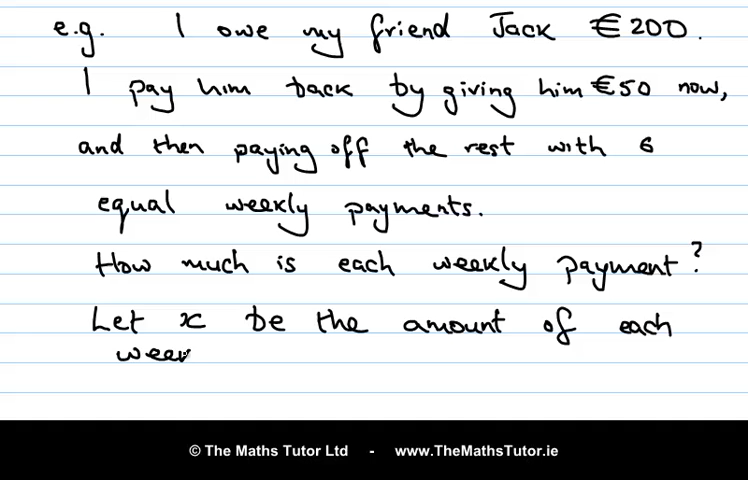 e.g. I owe my friend Jack €200.
I pay him back by giving him €50 now,
and then paying off the rest with 6
equal weekly payments.
How much is each weekly payment?
Let x be the amount of each
wee
© The Maths Tutor Ltd - www.TheMathsTutor.ie